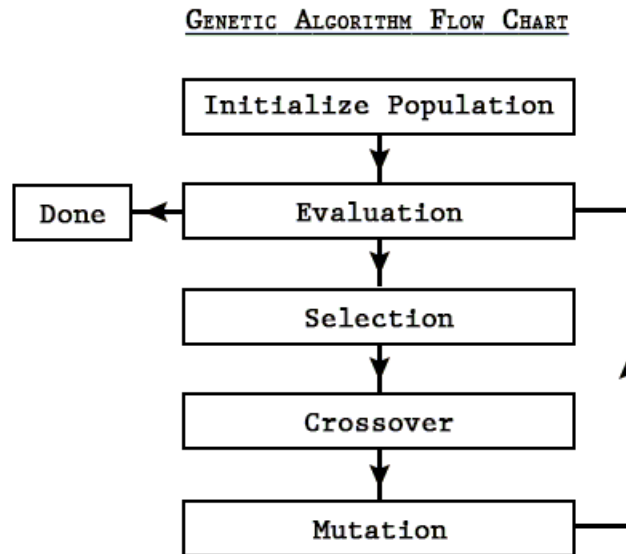 Genetic Algorithm Flow Chart
Initialize Population
Done
Evaluation
Selection
Crossover
Mutation